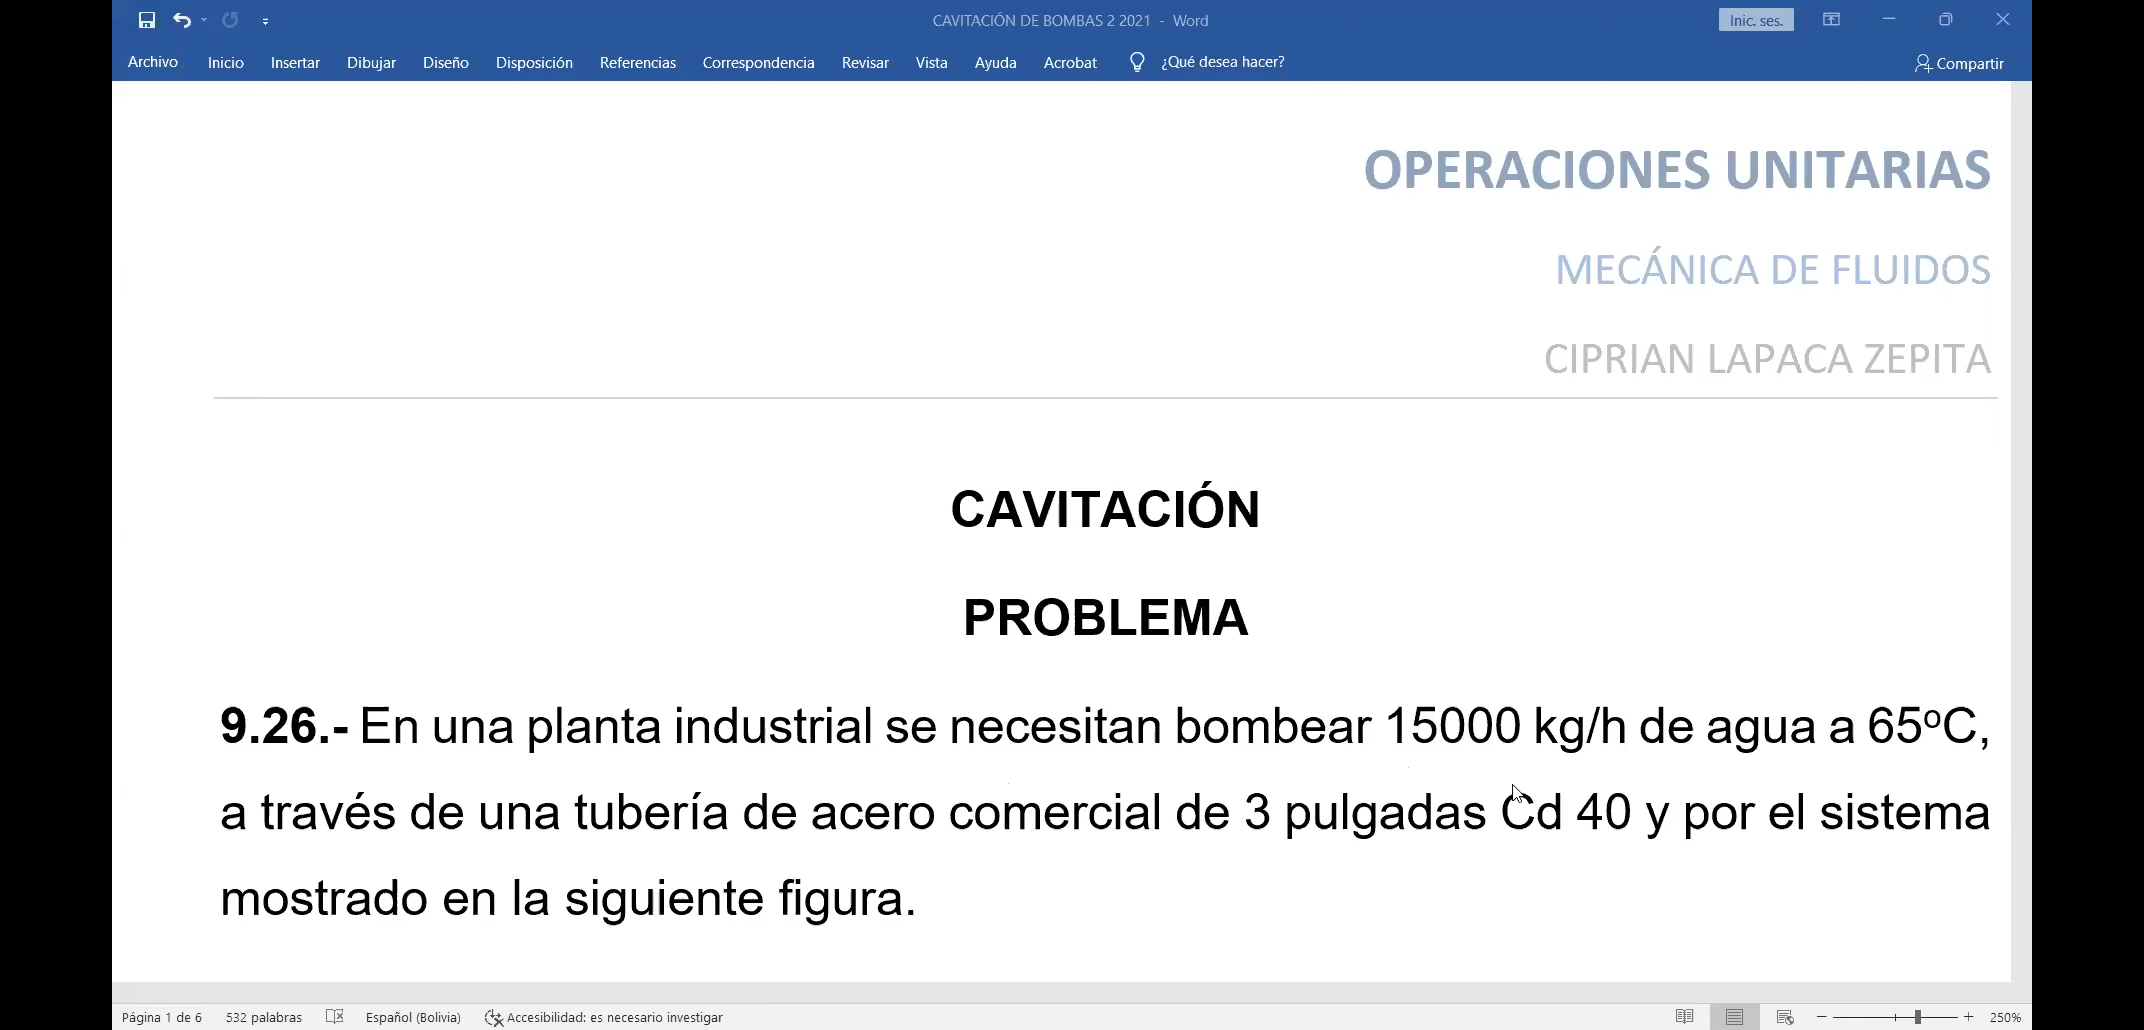 CAVITACIÓN DE BOMBAS 2 2021 - Word
Inic. ses.
Archivo Inicio Insertar Dibujar Diseño Disposición Referencias Correspondencia Revisar Vista Ayuda Acrobat ¿Qué desea hacer? Compartir
OPERACIONES UNITARIAS
MECÁNICA DE FLUIDOS
CIPRIAN LAPACA ZEPITA
CAVITACIÓN
PROBLEMA
9.26.- En una planta industrial se necesitan bombear 15000 kg/h de agua a 65ºC,
a través de una tubería de acero comercial de 3 pulgadas Cd 40 y por el sistema
mostrado en la siguiente figura.
Página 1 de 6 532 palabras Español (Bolivia) Accesibilidad: es necesario investigar 250%